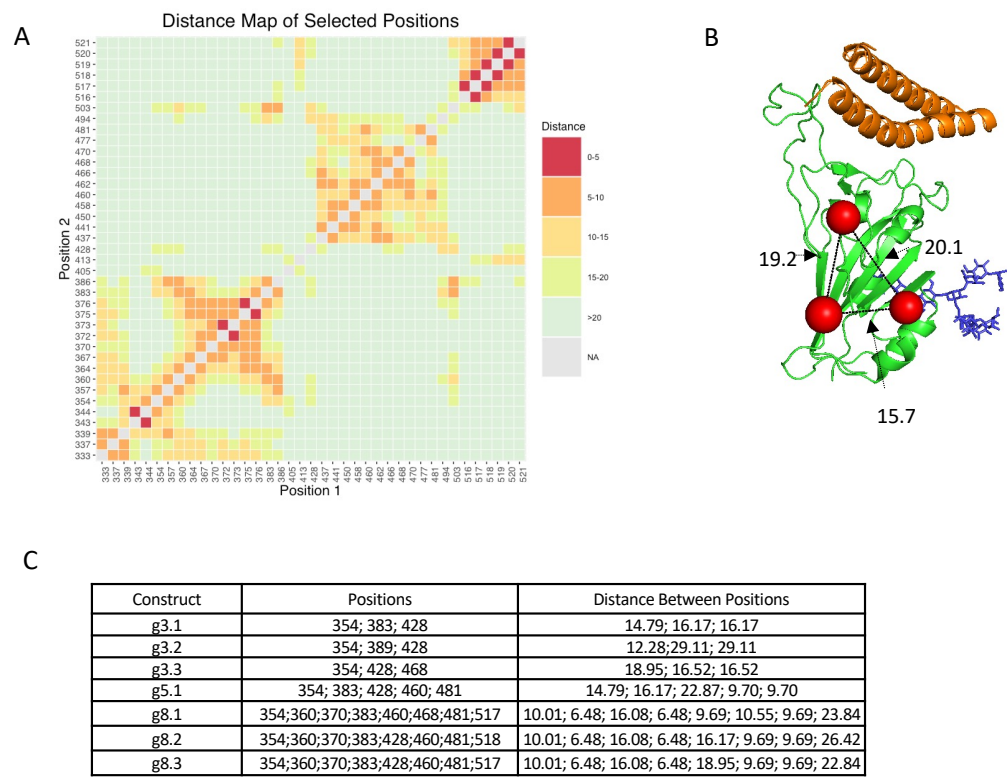 A
Distance Map of Selected Positions
Position 2
521
520
519
518
517
516
503
494
481
477
470
468
466
462
460
458
450
441
437
428
413
405
386
383
376
375
373
372
370
367
364
360
357
354
344
343
339
337
333
333 337 339 343 344 354 357 360 364 367 370 372 373 375 376 383 386 405 413 428 437 441 450 458 460 462 466 468 470 477 481 494 503 516 517 518 519 520 521
Position 1
Distance
0-5
5-10
10-15
15-20
>20
NA
B
19.2
20.1
15.7
C
Construct Positions Distance Between Positions
g3.1 354; 383; 428 14.79; 16.17; 16.17
g3.2 354; 389; 428 12.28;29.11; 29.11
g3.3 354; 428; 468 18.95; 16.52; 16.52
g5.1 354; 383; 428; 460; 481 14.79; 16.17; 22.87; 9.70; 9.70
g8.1 354;360;370;383;460;468;481;517 10.01; 6.48; 16.08; 6.48; 9.69; 10.55; 9.69; 23.84
g8.2 354;360;370;383;428;460;481;518 10.01; 6.48; 16.08; 6.48; 16.17; 9.69; 9.69; 26.42
g8.3 354;360;370;383;428;460;481;517 10.01; 6.48; 16.08; 6.48; 18.95; 9.69; 9.69; 22.84